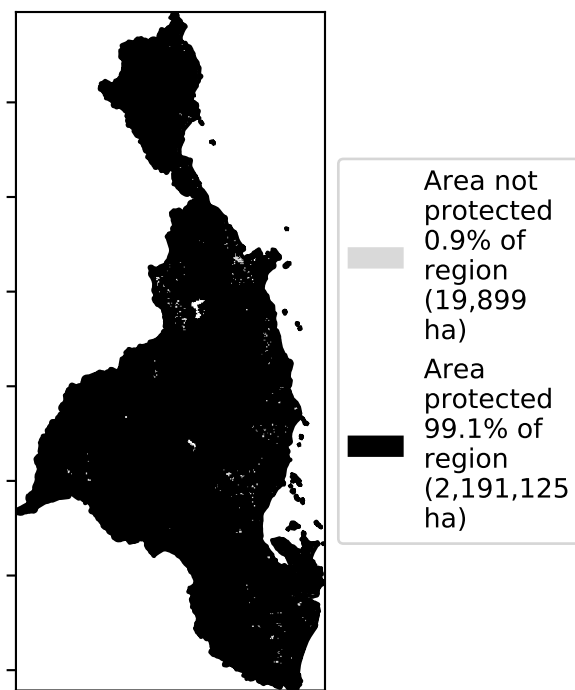 Area not
protected
0.9% of
region
(19,899
ha)
Area
protected
99.1% of
region
(2,191,125
ha)